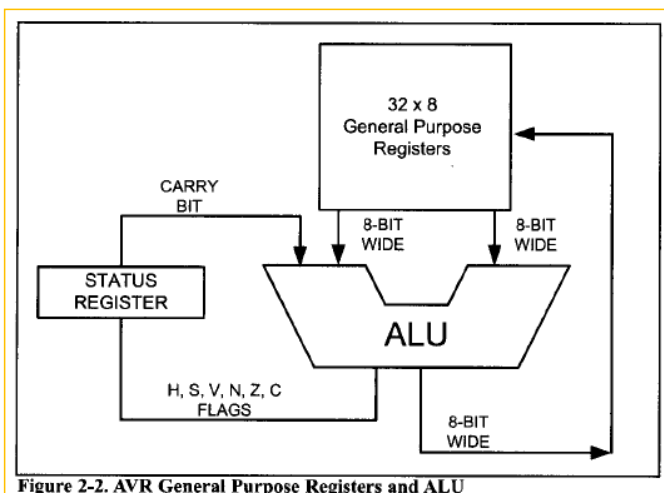 32 x 8
General Purpose
Registers
CARRY
BIT
8-BIT
WIDE
8-BIT
WIDE
STATUS
REGISTER
ALU
H, S, V, N, Z, C
FLAGS
8-BIT
WIDE
Figure 2-2. AVR General Purpose Registers and ALU